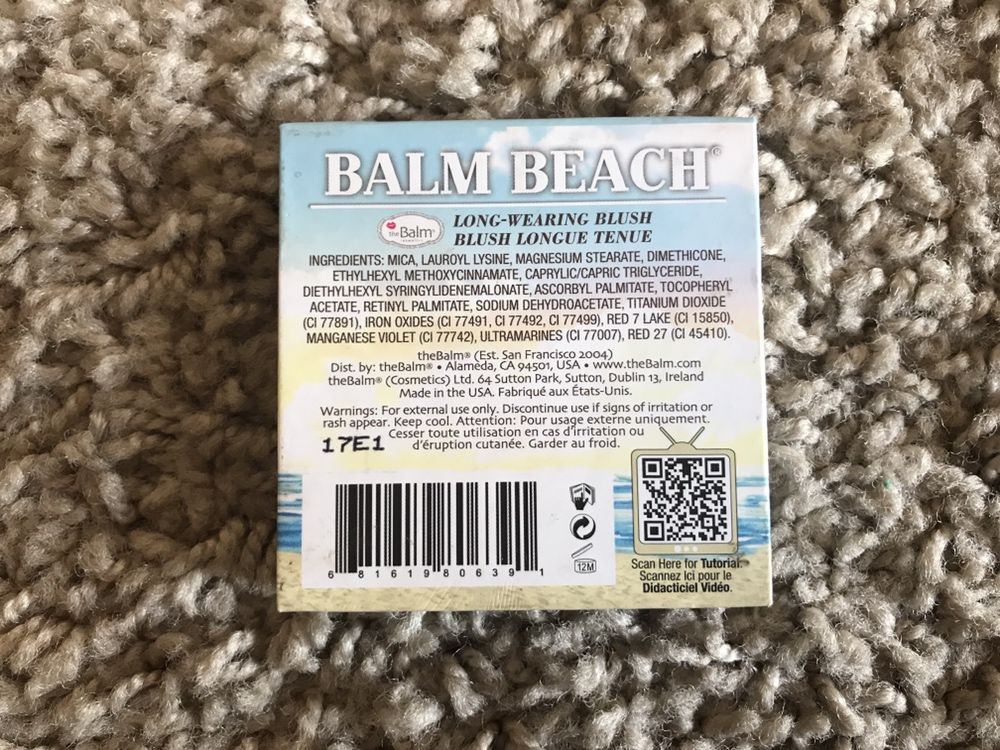 BALM BEACH®
theBalm®
COSMETICS
LONG-WEARING BLUSH
BLUSH LONGUE TENUE
INGREDIENTS: MICA, LAUROYL LYSINE, MAGNESIUM STEARATE, DIMETHICONE,
ETHYLHEXYL METHOXYCINNAMATE, CAPRYLIC/CAPRIC TRIGLYCERIDE,
DIETHYLHEXYL SYRINGYLIDENEMALONATE, ASCORBYL PALMITATE, TOCOPHERYL
ACETATE, RETINYL PALMITATE, SODIUM DEHYDROACETATE, TITANIUM DIOXIDE
(CI 77891), IRON OXIDES (CI 77491, CI 77492, CI 77499), RED 7 LAKE (CI 15850),
MANGANESE VIOLET (CI 77742), ULTRAMARINES (CI 77007), RED 27 (CI 45410).
theBalm® (Est. San Francisco 2004)
Dist. by: theBalm® • Alameda, CA 94501, USA • www.theBalm.com
theBalm® (Cosmetics) Ltd. 64 Sutton Park, Sutton, Dublin 13, Ireland
Made in the USA. Fabriqué aux États-Unis.
Warnings: For external use only. Discontinue use if signs of irritation or
rash appear. Keep cool. Attention: Pour usage externe uniquement.
Cesser toute utilisation en cas d'irritation ou
d'éruption cutanée. Garder au froid.
17E1
6 81619 80639 1
12M
Scan Here for Tutorial.
Scannez Ici pour le
Didacticiel Vidéo.